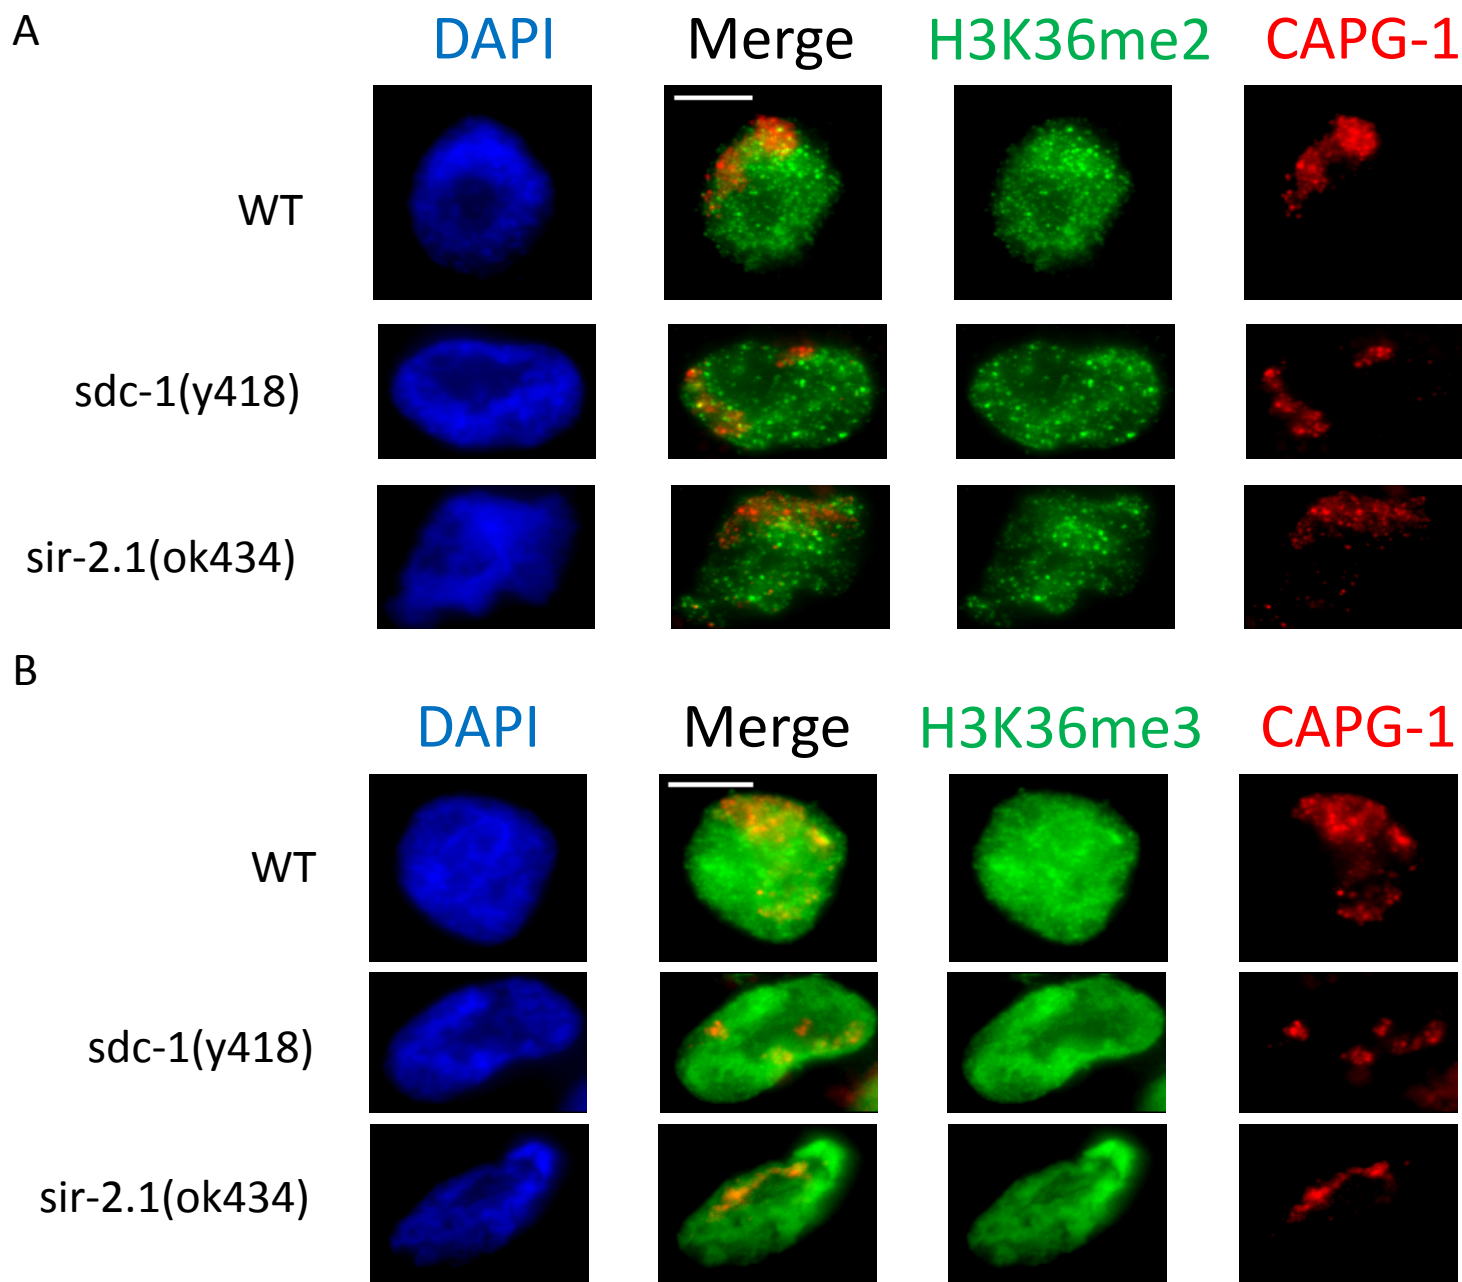 A
DAPI Merge H3K36me2 CAPG-1
WT
sdc-1(y418)
sir-2.1(ok434)
B
DAPI Merge H3K36me3 CAPG-1
WT
sdc-1(y418)
sir-2.1(ok434)